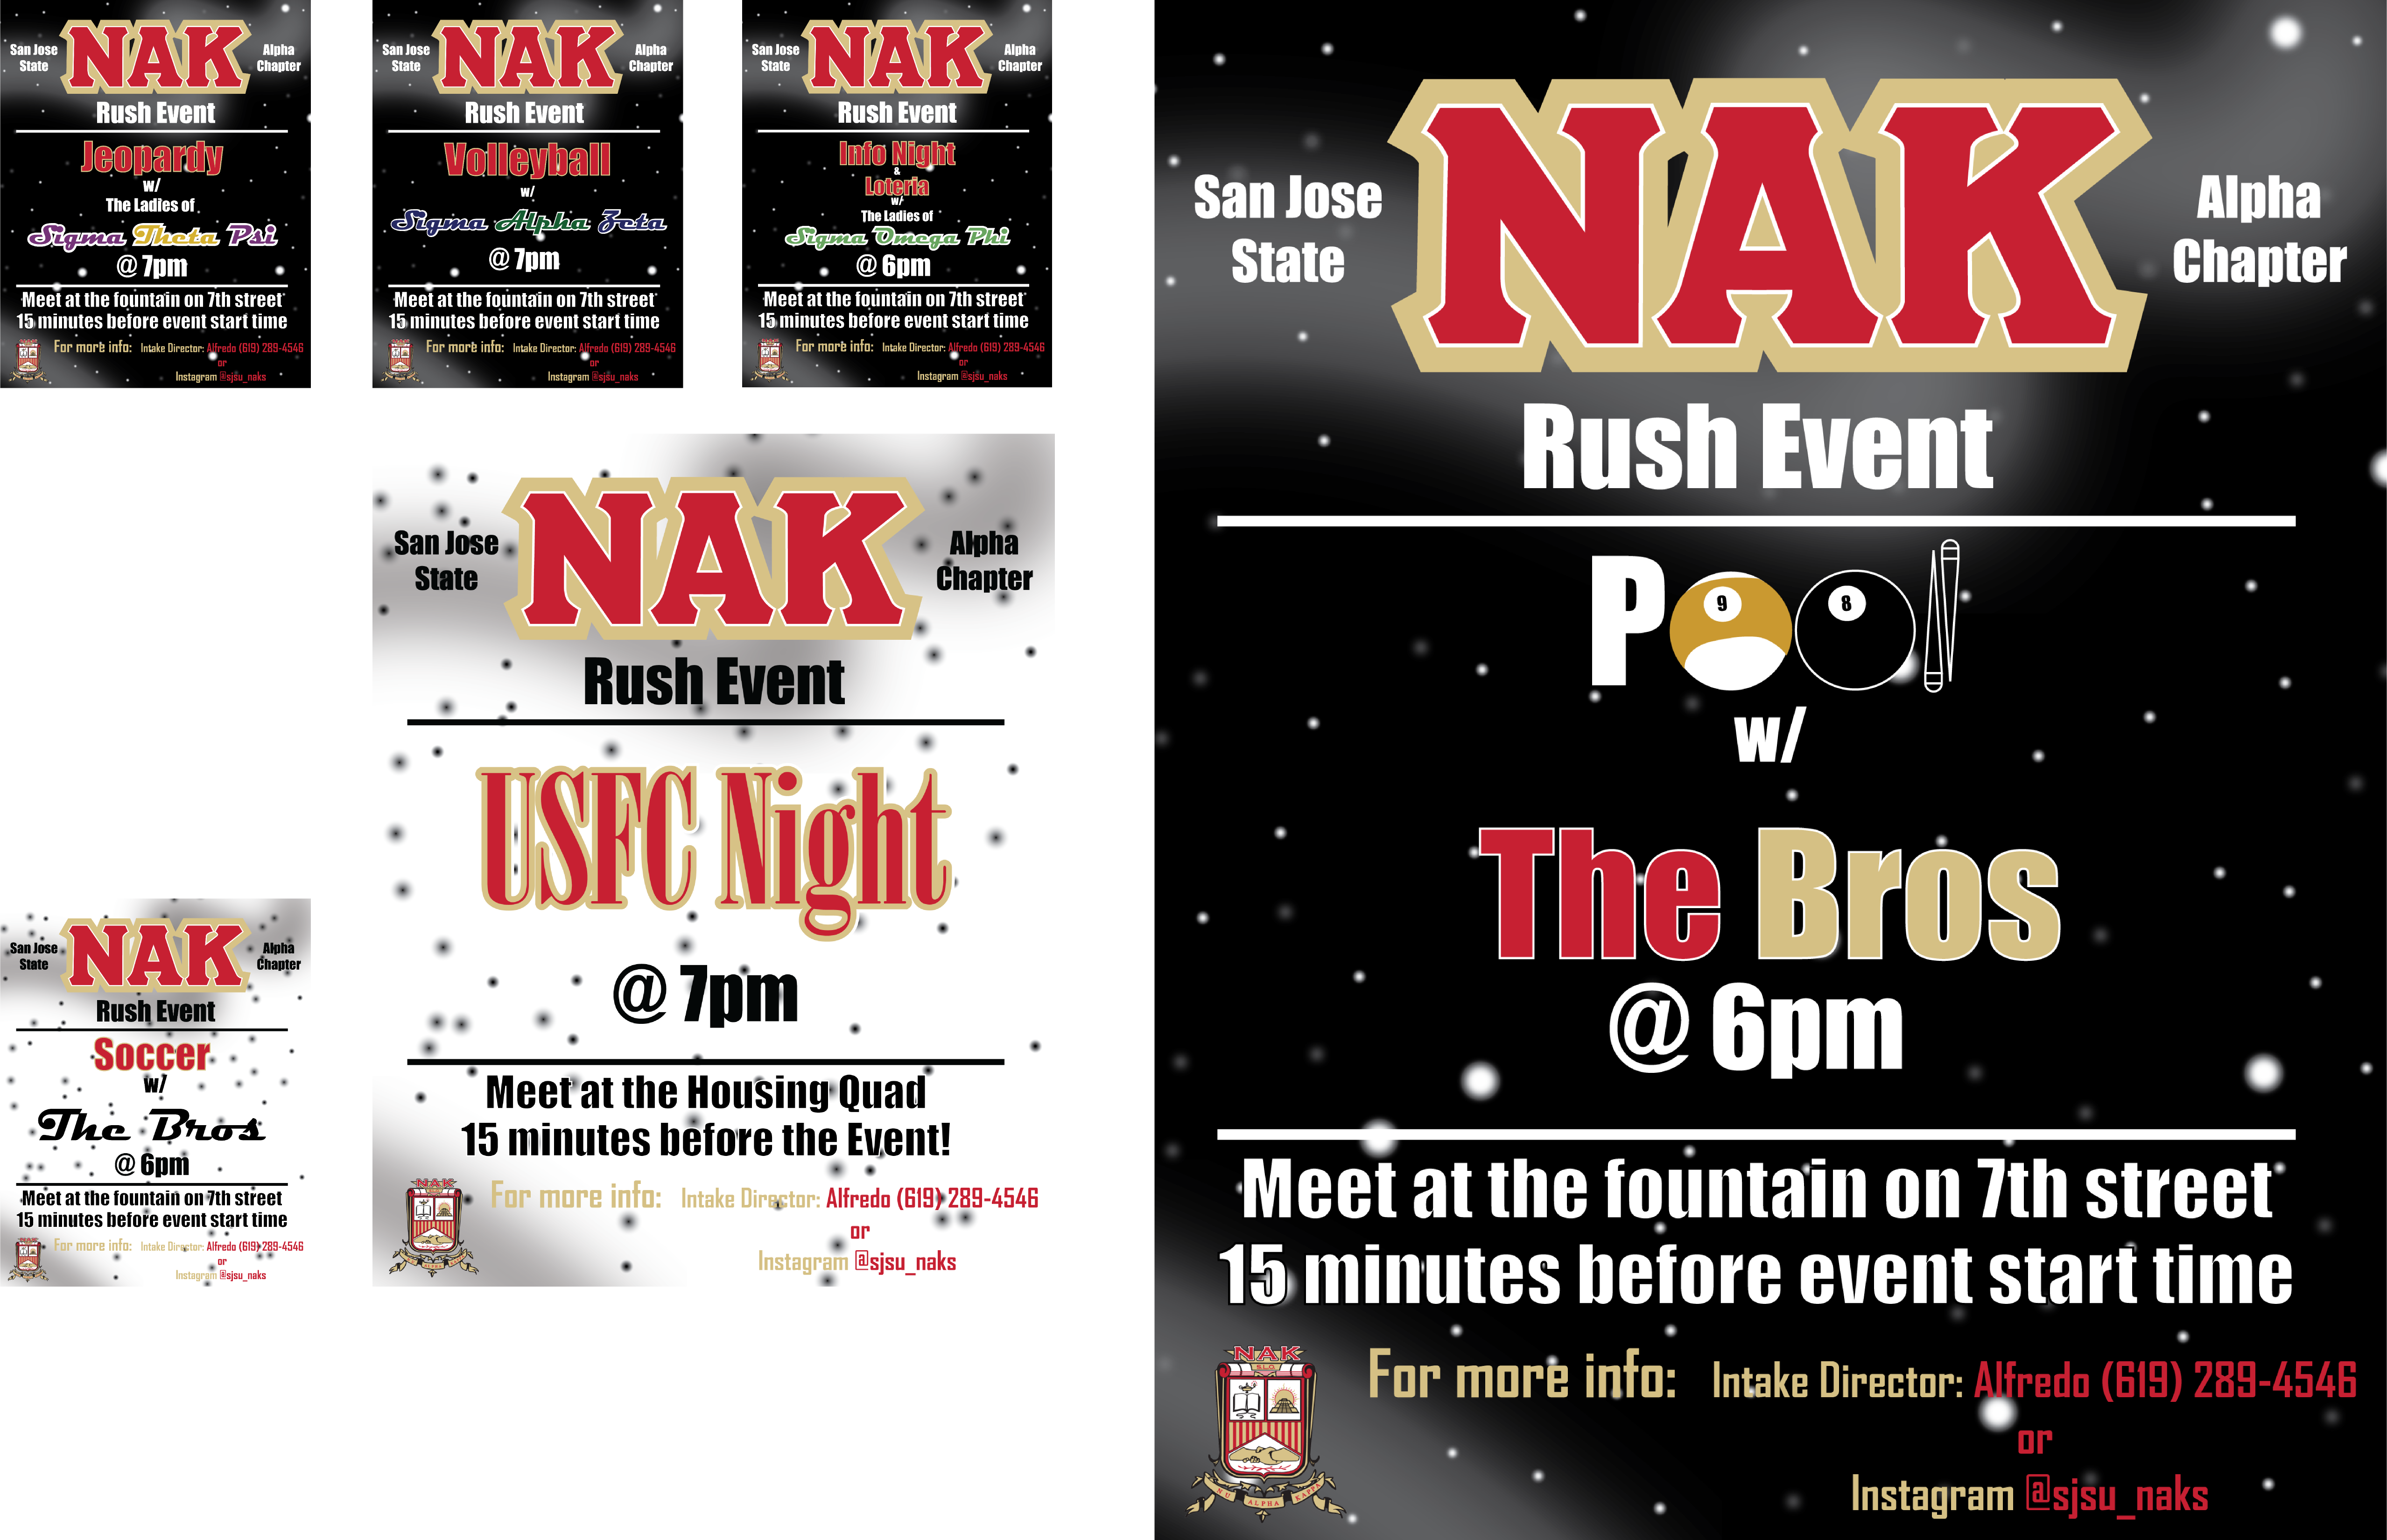 San Jose
State
NAK
Alpha
Chapter
Rush Event
Jeopardy
w/
The Ladies of
Sigma Theta Psi
@ 7pm
Meet at the fountain on 7th street
15 minutes before event start time
For more info: Intake Director: Alfredo (619) 289-4546
or
Instagram @sjsu_naks
San Jose
State
NAK
Alpha
Chapter
Rush Event
Volleyball
w/
Sigma Alpha Zeta
@ 7pm
Meet at the fountain on 7th street
15 minutes before event start time
For more info: Intake Director: Alfredo (619) 289-4546
or
Instagram @sjsu_naks
San Jose
State
NAK
Alpha
Chapter
Rush Event
Info Night
&
Loteria
w/
The Ladies of
Sigma Omega Phi
@ 6pm
Meet at the fountain on 7th street
15 minutes before event start time
For more info: Intake Director: Alfredo (619) 289-4546
or
Instagram @sjsu_naks
San Jose
State
NAK
Alpha
Chapter
Rush Event
Soccer
w/
The Bros
@ 6pm
Meet at the fountain on 7th street
15 minutes before event start time
For more info: Intake Director: Alfredo (619) 289-4546
or
Instagram @sjsu_naks
San Jose
State
NAK
Alpha
Chapter
Rush Event
USFC Night
@ 7pm
Meet at the Housing Quad
15 minutes before the Event!
NAK
For more info: Intake Director: Alfredo (619) 289-4546
or
Instagram @sjsu_naks
San Jose
State
NAK
Alpha
Chapter
Rush Event
Pool
9 8
w/
The Bros
@ 6pm
Meet at the fountain on 7th street
15 minutes before event start time
NAK
NU ALPHA KAPPA
For more info: Intake Director: Alfredo (619) 289-4546
or
Instagram @sjsu_naks